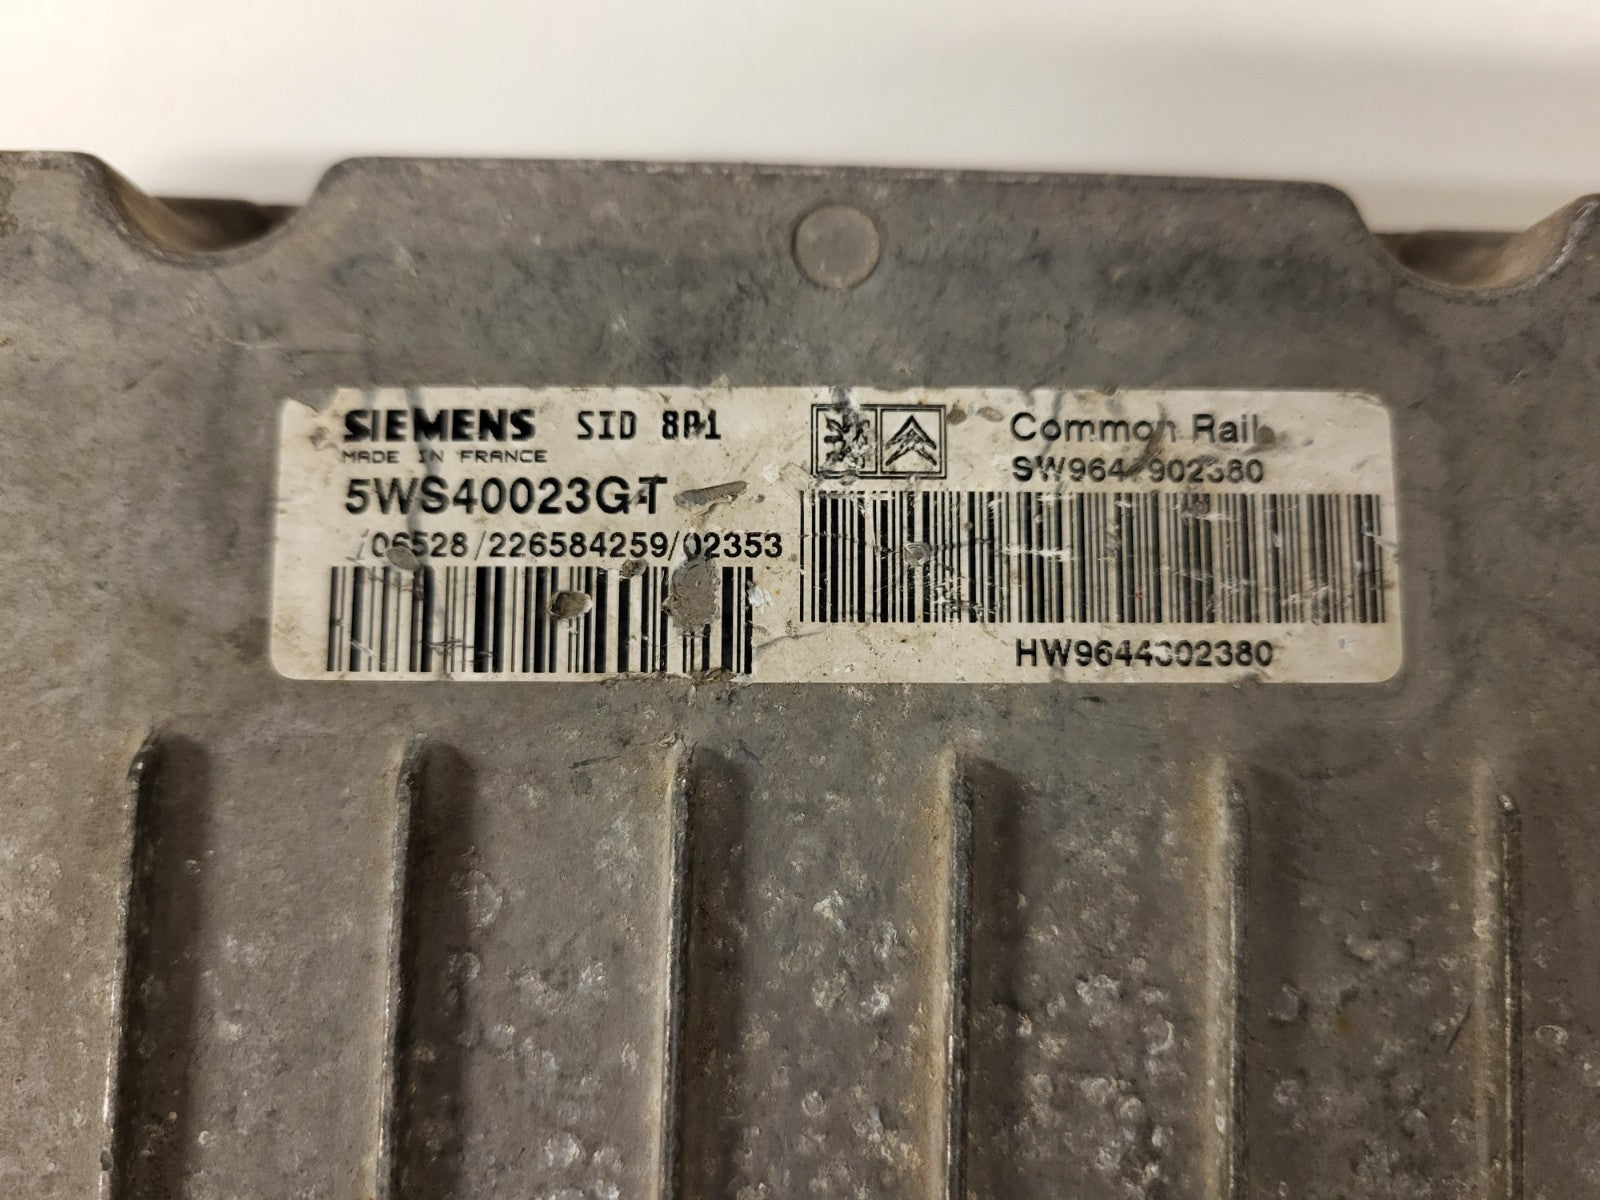 SIEMENS SID 801
MADE IN FRANCE
5WS40023G-T
/06528/226584259/02353
Common Rail
HW9644302380